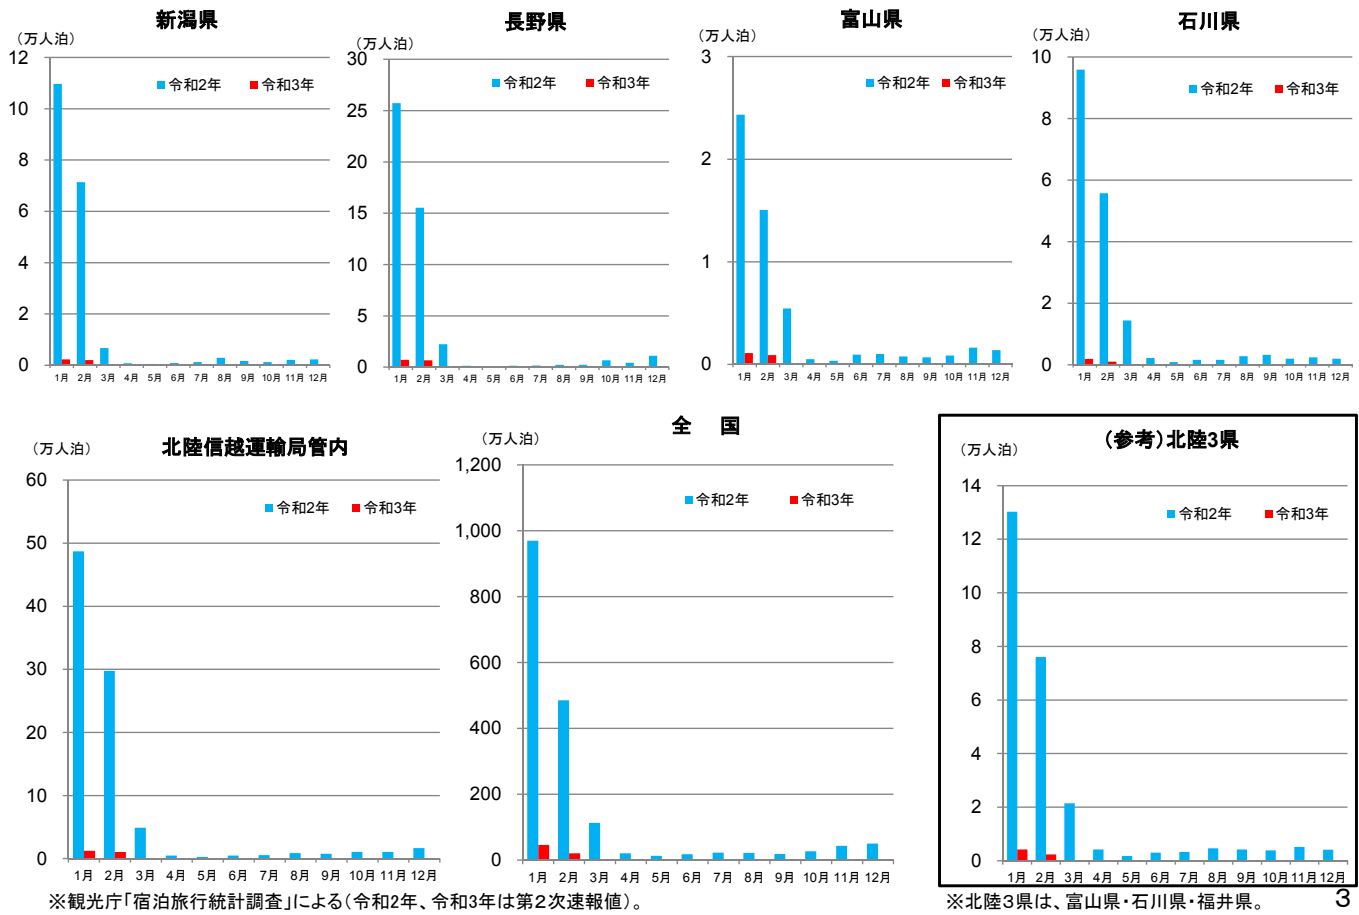 新潟県
(万人泊)
令和2年 令和3年
12
10
8
6
4
2
0
1月 2月 3月 4月 5月 6月 7月 8月 9月 10月 11月 12月
長野県
(万人泊)
令和2年 令和3年
30
25
20
15
10
5
0
1月 2月 3月 4月 5月 6月 7月 8月 9月 10月 11月 12月
富山県
(万人泊)
令和2年 令和3年
3
2
1
0
1月 2月 3月 4月 5月 6月 7月 8月 9月 10月 11月 12月
石川県
(万人泊)
令和2年 令和3年
10
8
6
4
2
0
1月 2月 3月 4月 5月 6月 7月 8月 9月 10月 11月 12月
北陸信越運輸局管内
(万人泊)
令和2年 令和3年
60
50
40
30
20
10
0
1月 2月 3月 4月 5月 6月 7月 8月 9月 10月 11月 12月
全 国
(万人泊)
令和2年 令和3年
1,200
1,000
800
600
400
200
0
1月 2月 3月 4月 5月 6月 7月 8月 9月 10月 11月 12月
(参考)北陸3県
(万人泊)
令和2年 令和3年
14
12
10
8
6
4
2
0
1月 2月 3月 4月 5月 6月 7月 8月 9月 10月 11月 12月
※観光庁「宿泊旅行統計調査」による(令和2年、令和3年は第2次速報値)。
※北陸3県は、富山県・石川県・福井県。
3